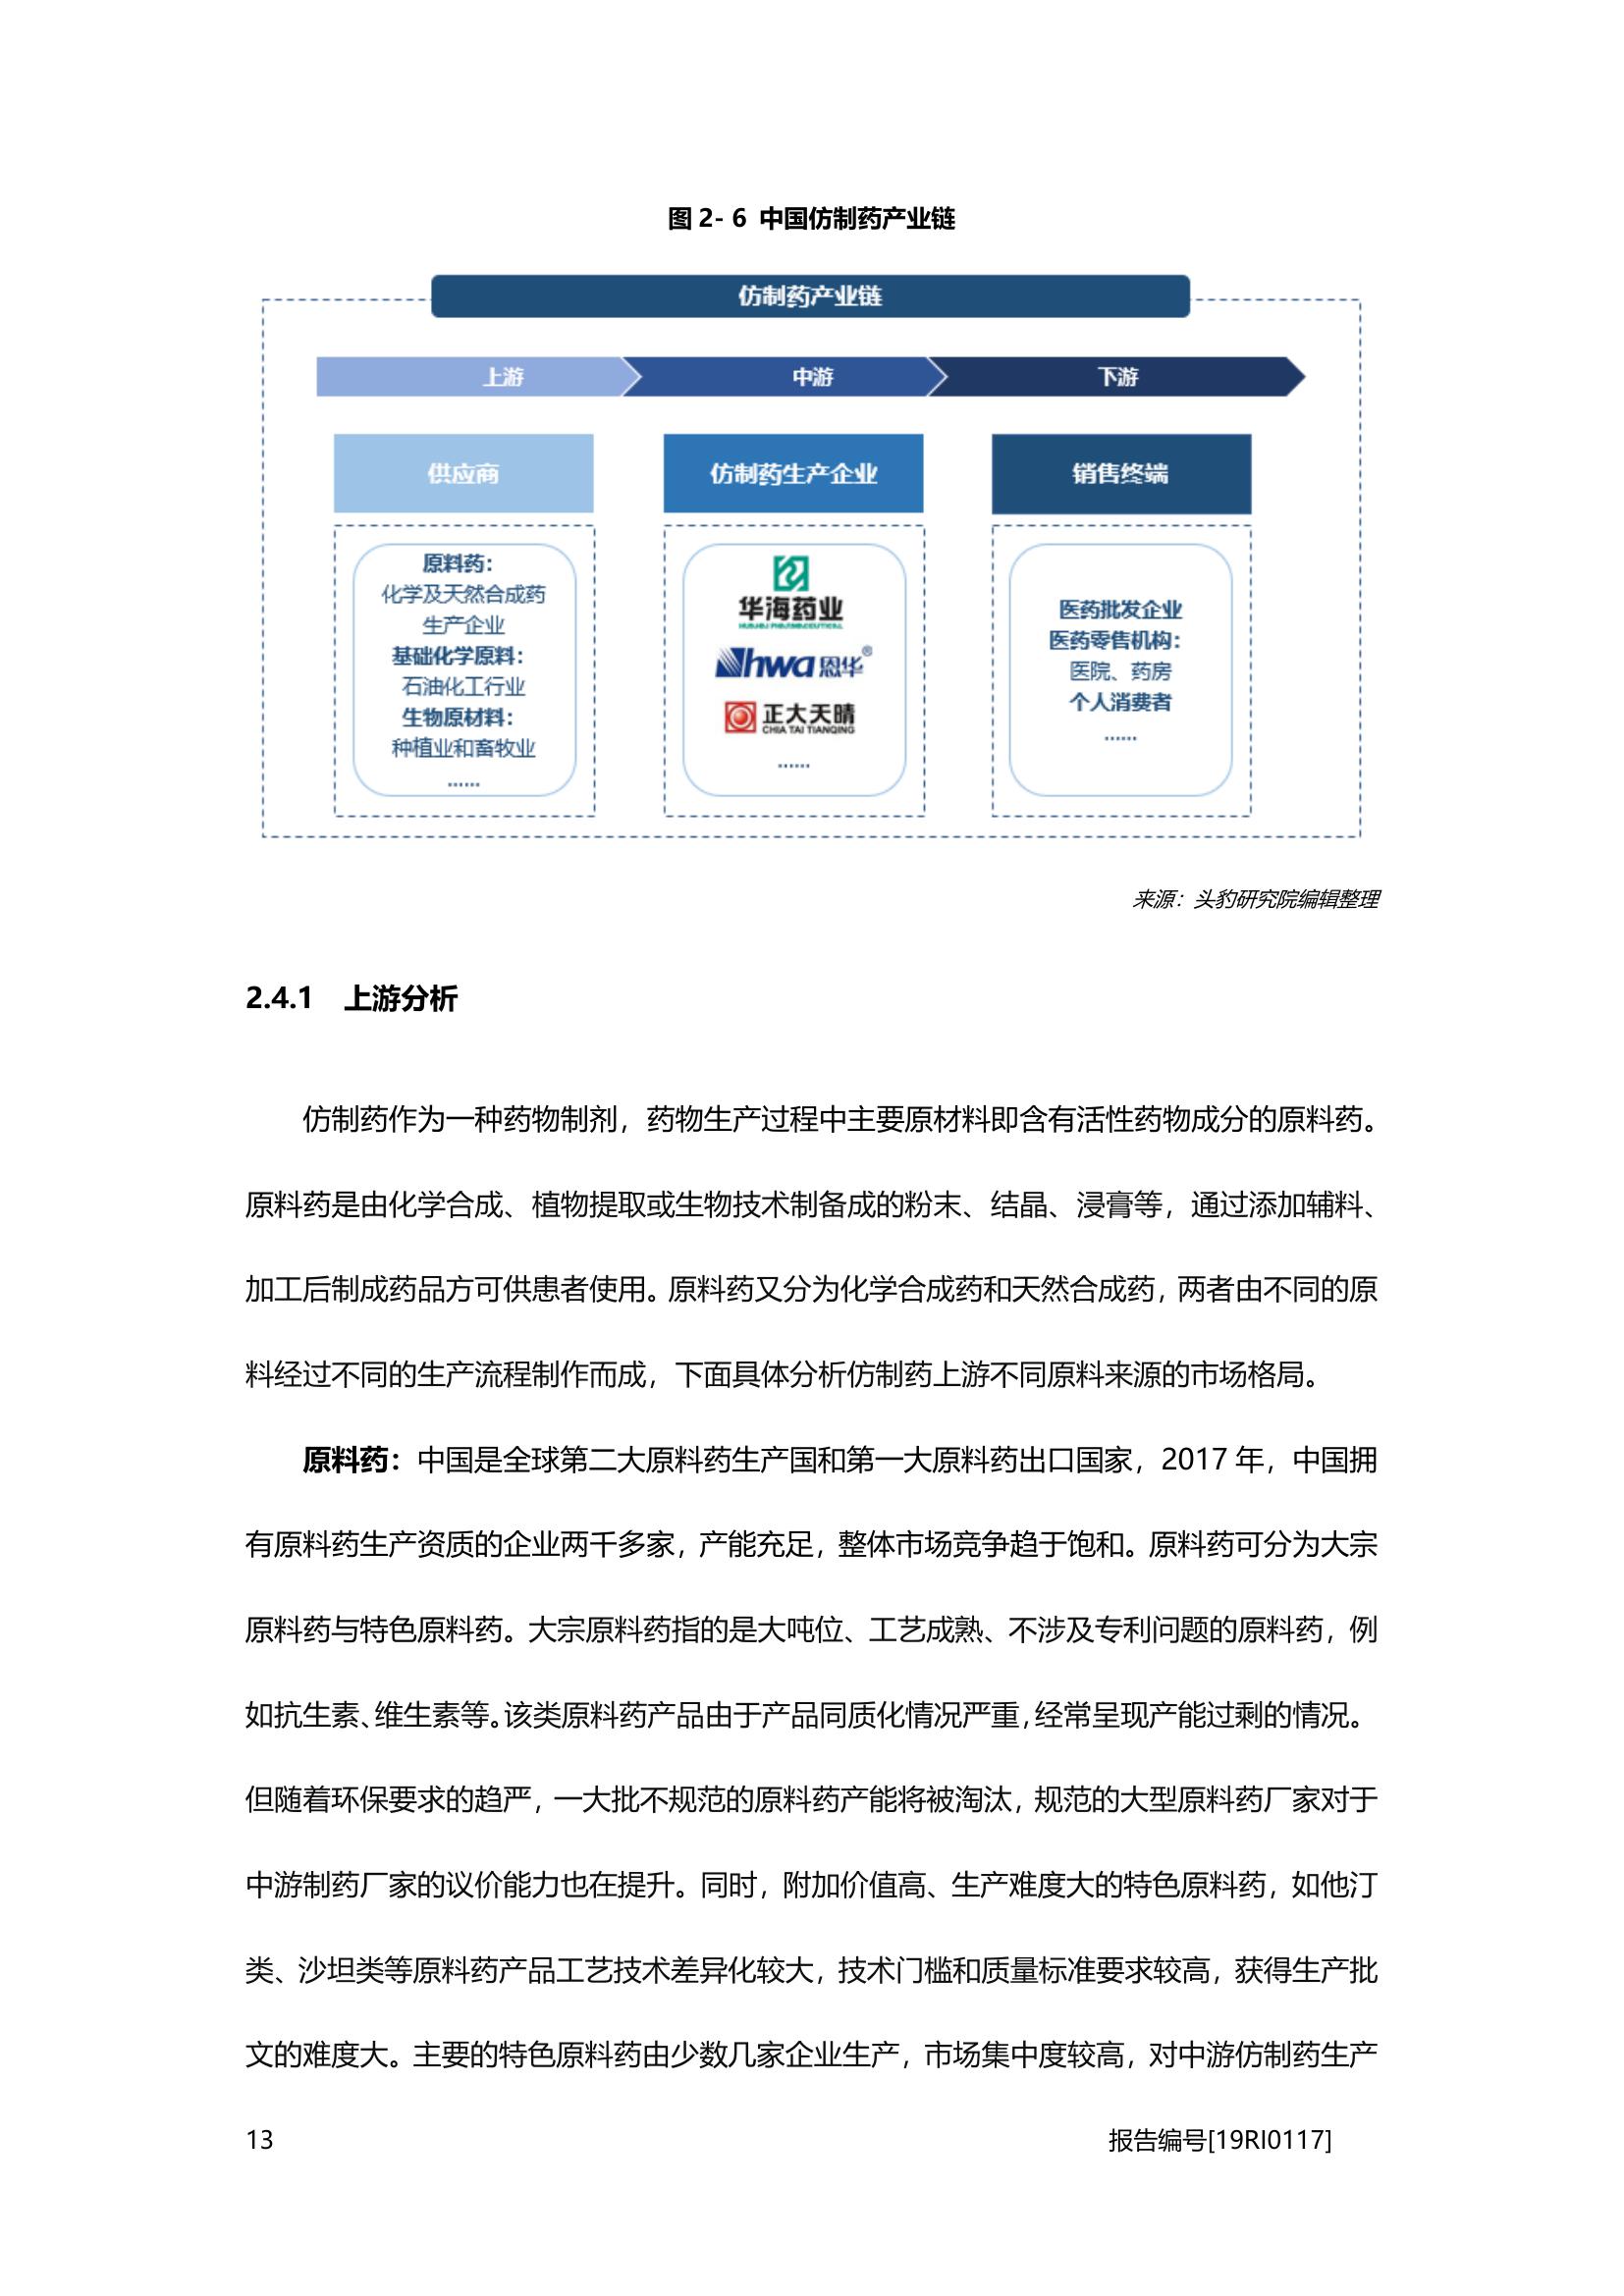 图 2- 6 中国仿制药产业链
仿制药产业链
上游
中游
下游
供应商
仿制药生产企业
销售终端
原料药：
化学及天然合成药
生产企业
基础化学原料：
石油化工行业
生物原材料：
种植业和畜牧业
……
华海药业
HUAHAI PHARMACEUTICAL
Nhwa恩华®
正大天晴
CHIA TAI TIANQING
……
医药批发企业
医药零售机构：
医院、药房
个人消费者
……
来源：头豹研究院编辑整理
2.4.1 上游分析
仿制药作为一种药物制剂，药物生产过程中主要原材料即含有活性药物成分的原料药。
原料药是由化学合成、植物提取或生物技术制备成的粉末、结晶、浸膏等，通过添加辅料、
加工后制成药品方可供患者使用。原料药又分为化学合成药和天然合成药，两者由不同的原
料经过不同的生产流程制作而成，下面具体分析仿制药上游不同原料来源的市场格局。
原料药：中国是全球第二大原料药生产国和第一大原料药出口国家，2017 年，中国拥
有原料药生产资质的企业两千多家，产能充足，整体市场竞争趋于饱和。原料药可分为大宗
原料药与特色原料药。大宗原料药指的是大吨位、工艺成熟、不涉及专利问题的原料药，例
如抗生素、维生素等。该类原料药产品由于产品同质化情况严重，经常呈现产能过剩的情况。
但随着环保要求的趋严，一大批不规范的原料药产能将被淘汰，规范的大型原料药厂家对于
中游制药厂家的议价能力也在提升。同时，附加价值高、生产难度大的特色原料药，如他汀
类、沙坦类等原料药产品工艺技术差异化较大，技术门槛和质量标准要求较高，获得生产批
文的难度大。主要的特色原料药由少数几家企业生产，市场集中度较高，对中游仿制药生产
13
报告编号[19RI0117]